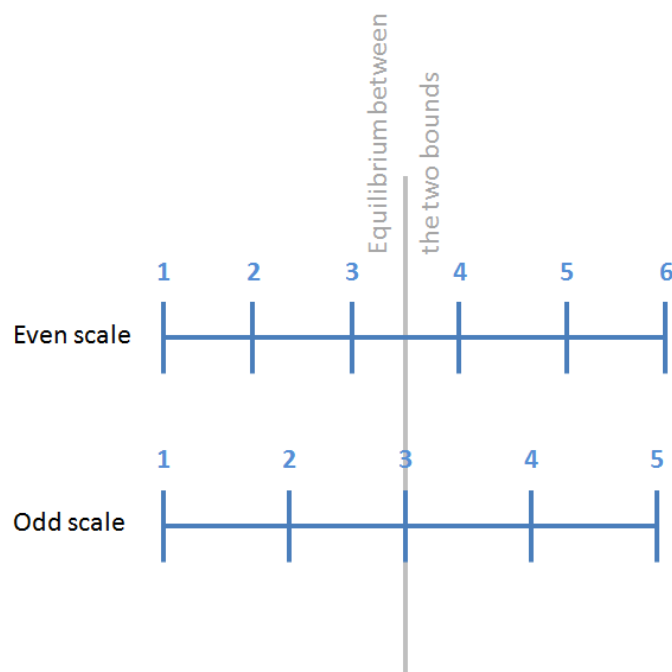 Equilibrium between
the two bounds
1 2 3 4 5 6
Even scale
1 2 3 4 5
Odd scale